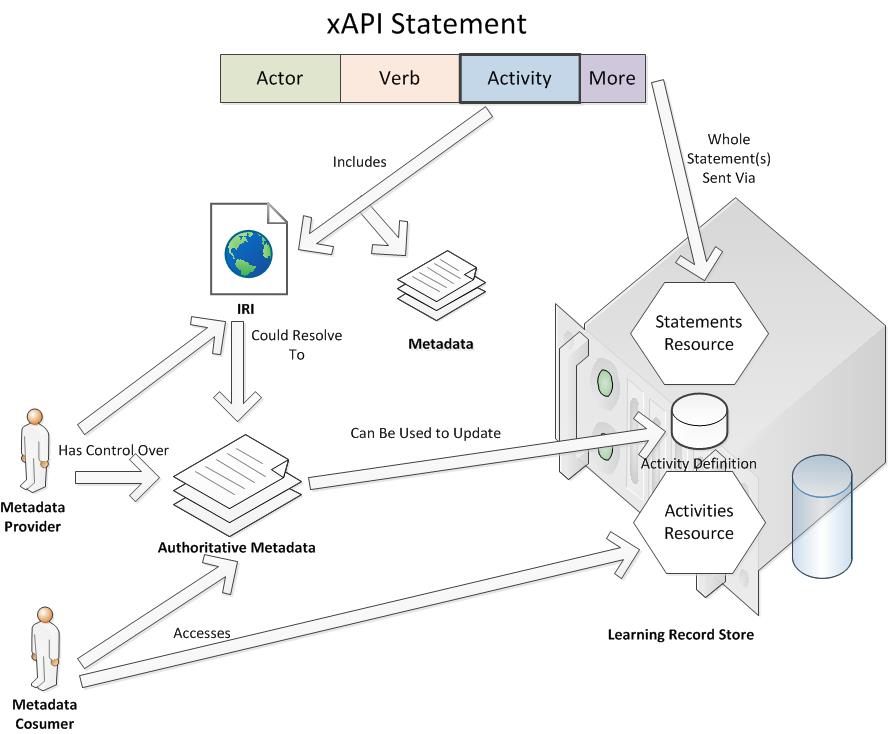 xAPI Statement
Actor
Verb
Activity
More
Includes
Whole
Statement(s)
Sent Via
IRI
Metadata
Could Resolve
To
Statements
Resource
Has Control Over
Can Be Used to Update
Activity Definition
Metadata
Provider
Authoritative Metadata
Activities
Resource
Accesses
Learning Record Store
Metadata
Cosumer